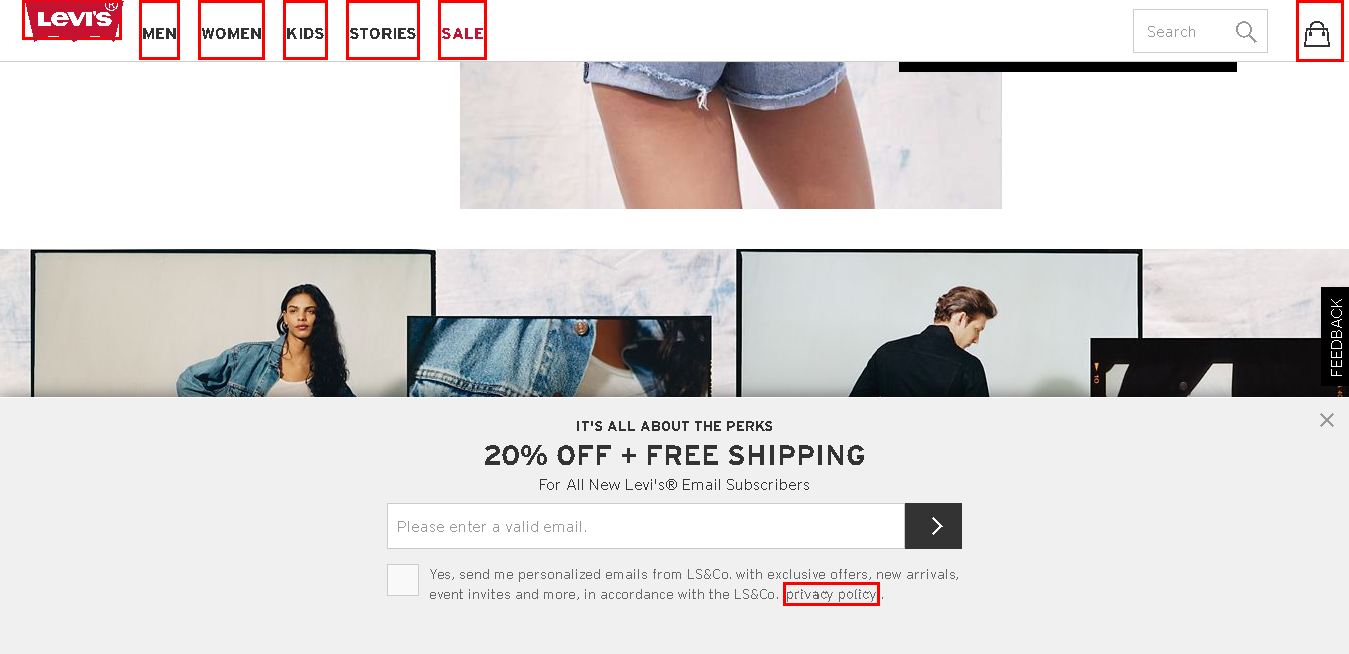 LEVI'S®
MEN
WOMEN
KIDS
STORIES
SALE
Search
FEEDBACK
IT'S ALL ABOUT THE PERKS
20% OFF + FREE SHIPPING
For All New Levi's® Email Subscribers
Please enter a valid email.
Yes, send me personalized emails from LS&Co. with exclusive offers, new arrivals,
event invites and more, in accordance with the LS&Co. privacy policy.